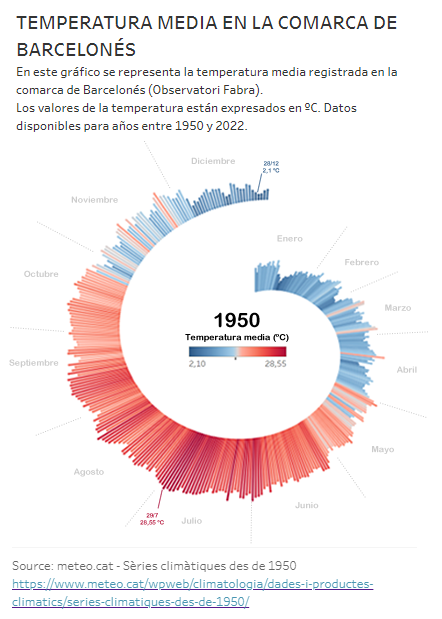 TEMPERATURA MEDIA EN LA COMARCA DE
BARCELONÉS
En este gráfico se representa la temperatura media registrada en la
comarca de Barcelonés (Observatori Fabra).
Los valores de la temperatura están expresados en ºC. Datos
disponibles para años entre 1950 y 2022.
Diciembre
28/12
2,1 ºC
Noviembre
Enero
Febrero
Octubre
Marzo
1950
Temperatura media (ºC)
2,10
28,55
Septiembre
Abril
Mayo
Agosto
Junio
29/7
28,55 ºC
Julio
Source: meteo.cat - Sèries climàtiques des de 1950
https://www.meteo.cat/wpweb/climatologia/dades-i-productes-
climatics/series-climatiques-des-de-1950/